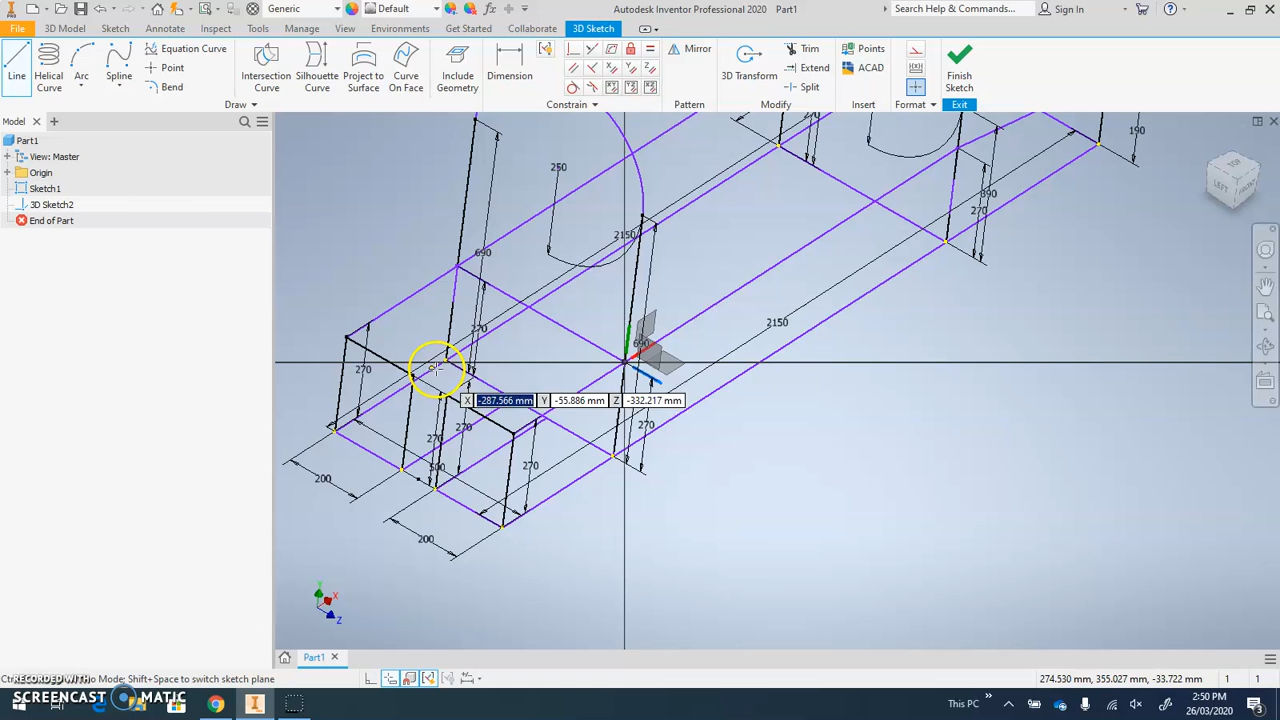 Generic
Default
Autodesk Inventor Professional 2020 Part1
Search Help & Commands...
Sign In
File 3D Model Sketch Annotate Inspect Tools Manage View Environments Get Started Collaborate 3D Sketch
Line
Helical Curve
Arc
Spline
Equation Curve
Point
Bend
Intersection Curve
Silhouette Curve
Project to Surface
Curve On Face
Include Geometry
Dimension
Mirror
3D Transform
Trim
Extend
Split
Points
ACAD
Finish Sketch
Draw
Constrain
Pattern
Modify
Insert
Format
Exit
Model
Part1
View: Master
Origin
Sketch1
3D Sketch2
End of Part
190
250
390
270
2150
690
2150
270
690
270
270
270
270
500
270
200
200
X -287.566 mm Y -55.886 mm Z -332.217 mm
TOP
LEFT
FRONT
Y
X
Z
Part1
Mode: Shift+Space to switch sketch plane
274.530 mm, 355.027 mm, -33.722 mm 1 1
RECORDED WITH
SCREENCAST MATIC
This PC
2:50 PM
26/03/2020
3